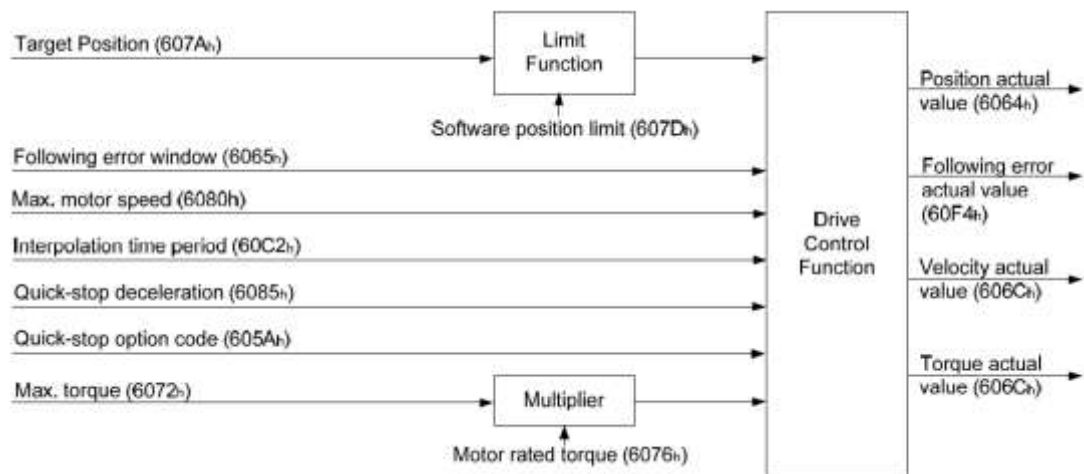 Target Position (607Ah)
Limit
Function
Software position limit (607Dh)
Following error window (6065h)
Max. motor speed (6080h)
Interpolation time period (60C2h)
Quick-stop deceleration (6085h)
Quick-stop option code (605Ah)
Max. torque (6072h)
Multiplier
Motor rated torque (6076h)
Drive
Control
Function
Position actual
value (6064h)
Following error
actual value
(60F4h)
Velocity actual
value (606Ch)
Torque actual
value (606Ch)